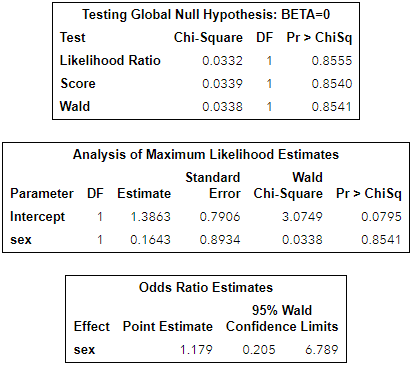 Testing Global Null Hypothesis: BETA=0
Test Chi-Square DF Pr > ChiSq
Likelihood Ratio 0.0332 1 0.8555
Score 0.0339 1 0.8540
Wald 0.0338 1 0.8541
Analysis of Maximum Likelihood Estimates
Parameter DF Estimate Standard Error Wald Chi-Square Pr > ChiSq
Intercept 1 1.3863 0.7906 3.0749 0.0795
sex 1 0.1643 0.8934 0.0338 0.8541
Odds Ratio Estimates
Effect Point Estimate 95% Wald Confidence Limits
sex 1.179 0.205 6.789